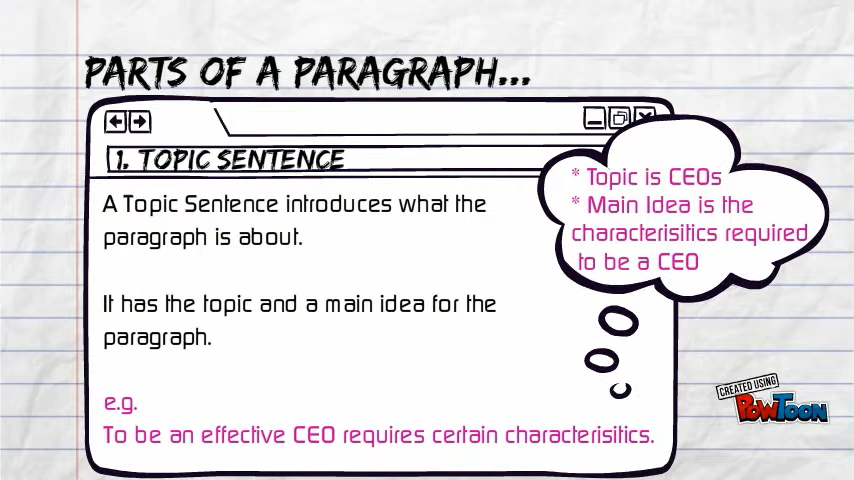 PARTS OF A PARAGRAPH...
1. TOPIC SENTENCE
A Topic Sentence introduces what the
paragraph is about.
It has the topic and a main idea for the
paragraph.
e.g.
To be an effective CEO requires certain characterisitics.
* Topic is CEOs
* Main Idea is the
characterisitics required
to be a CEO
CREATED USING
POWTOON